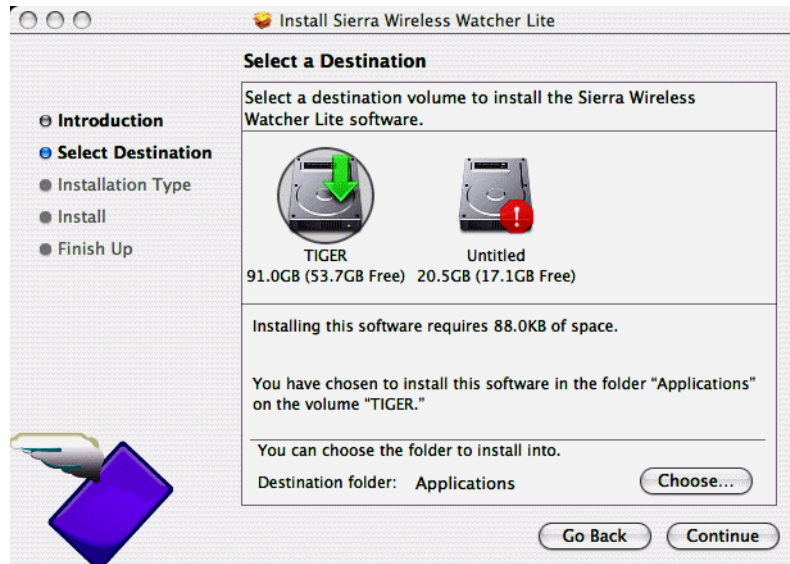 Install Sierra Wireless Watcher Lite
Select a Destination
Introduction
Select Destination
Installation Type
Install
Finish Up
Select a destination volume to install the Sierra Wireless
Watcher Lite software.
TIGER
91.0GB (53.7GB Free)
Untitled
20.5GB (17.1GB Free)
Installing this software requires 88.0KB of space.
You have chosen to install this software in the folder “Applications”
on the volume “TIGER.”
You can choose the folder to install into.
Destination folder: Applications
Choose...
Go Back
Continue